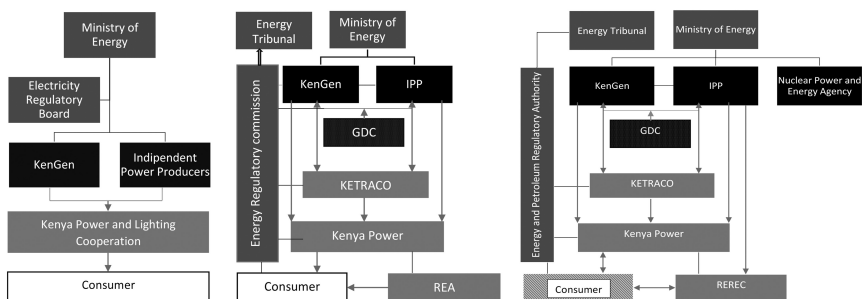 Ministry of
Energy
Electricity
Regulatory
Board
KenGen
Indipendent
Power Producers
Kenya Power and Lighting
Cooperation
Consumer
Energy
Tribunal
Ministry of
Energy
Energy Regulatory commission
KenGen
IPP
GDC
KETRACO
Kenya Power
Consumer
REA
Energy Tribunal
Ministry of Energy
Energy and Petroleum Regulatory Authority
KenGen
IPP
Nuclear Power and
Energy Agency
GDC
KETRACO
Kenya Power
Consumer
REREC